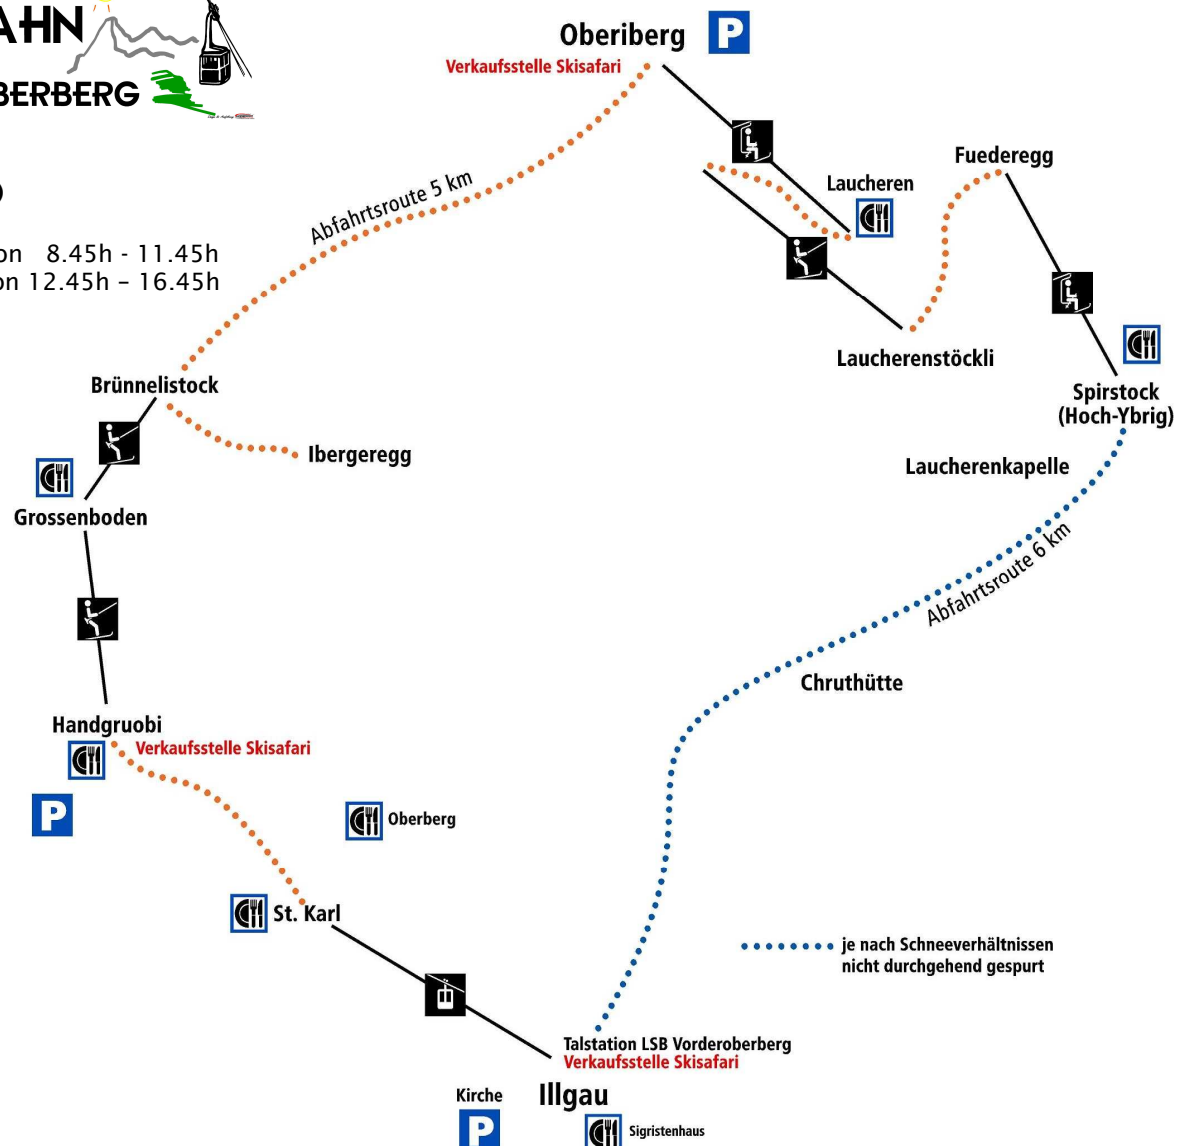 AHN
BERBERG
on 8.45h - 11.45h
on 12.45h – 16.45h
Oberiberg
P
Verkaufsstelle Skisafari
Fuederegg
Laucheren
Abfahrtsroute 5 km
Laucherenstöckli
Brünnelistock
Spirstock
(Hoch-Ybrig)
Ibergeregg
Laucherenkapelle
Grossenboden
Abfahrtsroute 6 km
Chruthütte
Handgruobi
Verkaufsstelle Skisafari
P
Oberberg
St. Karl
je nach Schneeverhältnissen
nicht durchgehend gespurt
Talstation LSB Vorderoberberg
Verkaufsstelle Skisafari
Kirche
Illgau
P
Sigristenhaus